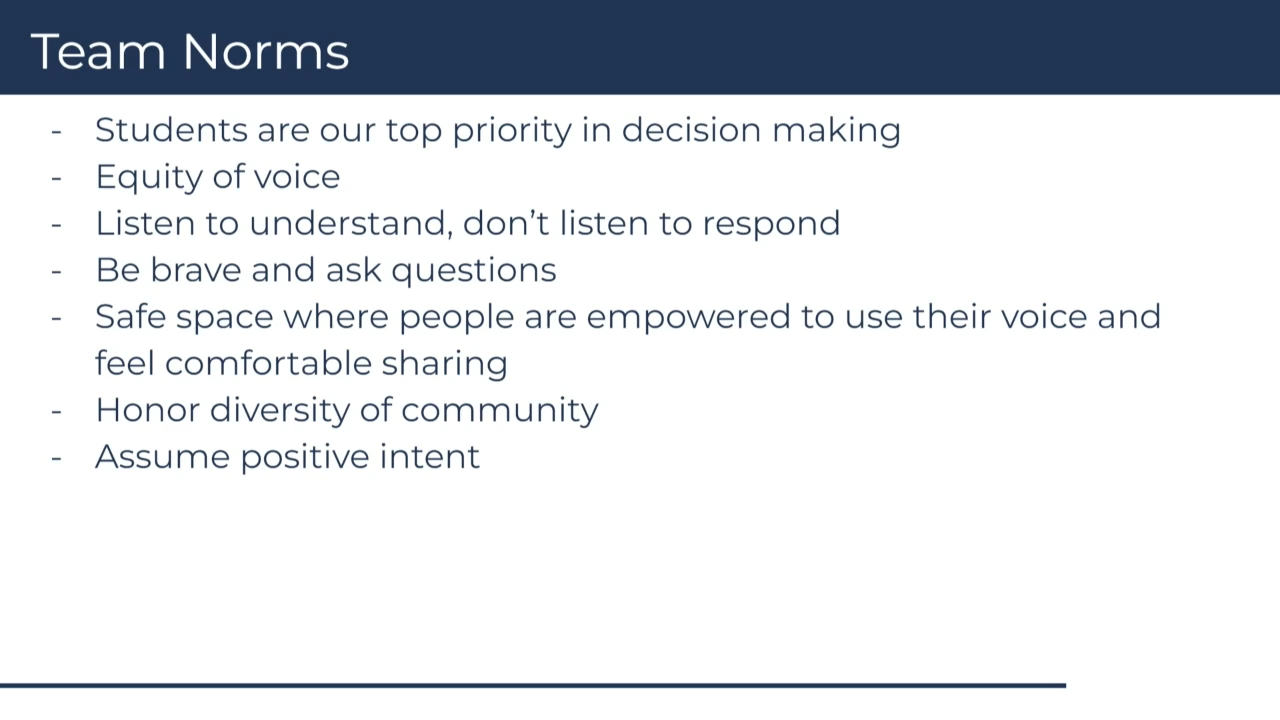 Team Norms
- Students are our top priority in decision making
- Equity of voice
- Listen to understand, don’t listen to respond
- Be brave and ask questions
- Safe space where people are empowered to use their voice and
feel comfortable sharing
- Honor diversity of community
- Assume positive intent